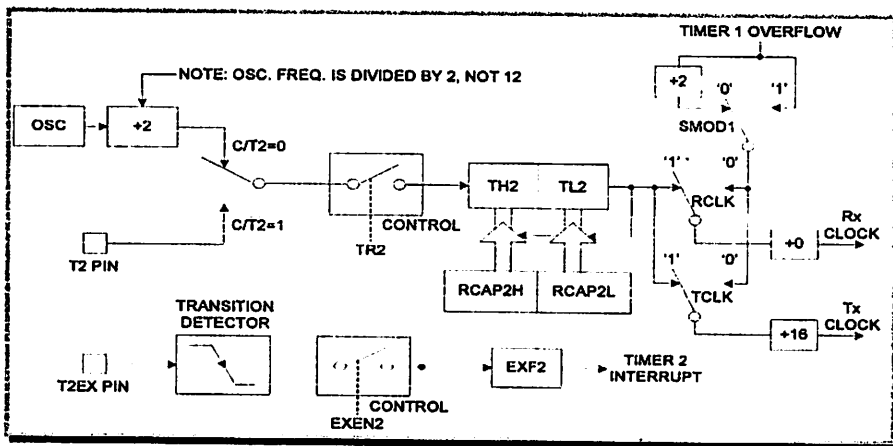 TIMER 1 OVERFLOW
NOTE: OSC. FREQ. IS DIVIDED BY 2, NOT 12
+2
'0'
'1'
OSC
+2
SMOD1
C/T2=0
'1'
'0'
TH2
TL2
RCLK
C/T2=1
CONTROL
Rx
CLOCK
T2 PIN
TR2
+0
'1'
'0'
RCAP2H
RCAP2L
TCLK
TRANSITION
DETECTOR
Tx
CLOCK
+16
EXF2
TIMER 2
INTERRUPT
T2EX PIN
CONTROL
EXEN2